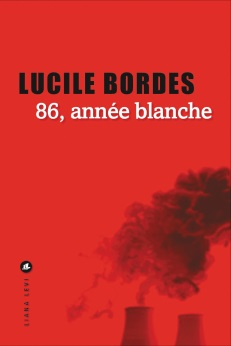 LUCILE BORDES
86, année blanche
LIANA LEVI